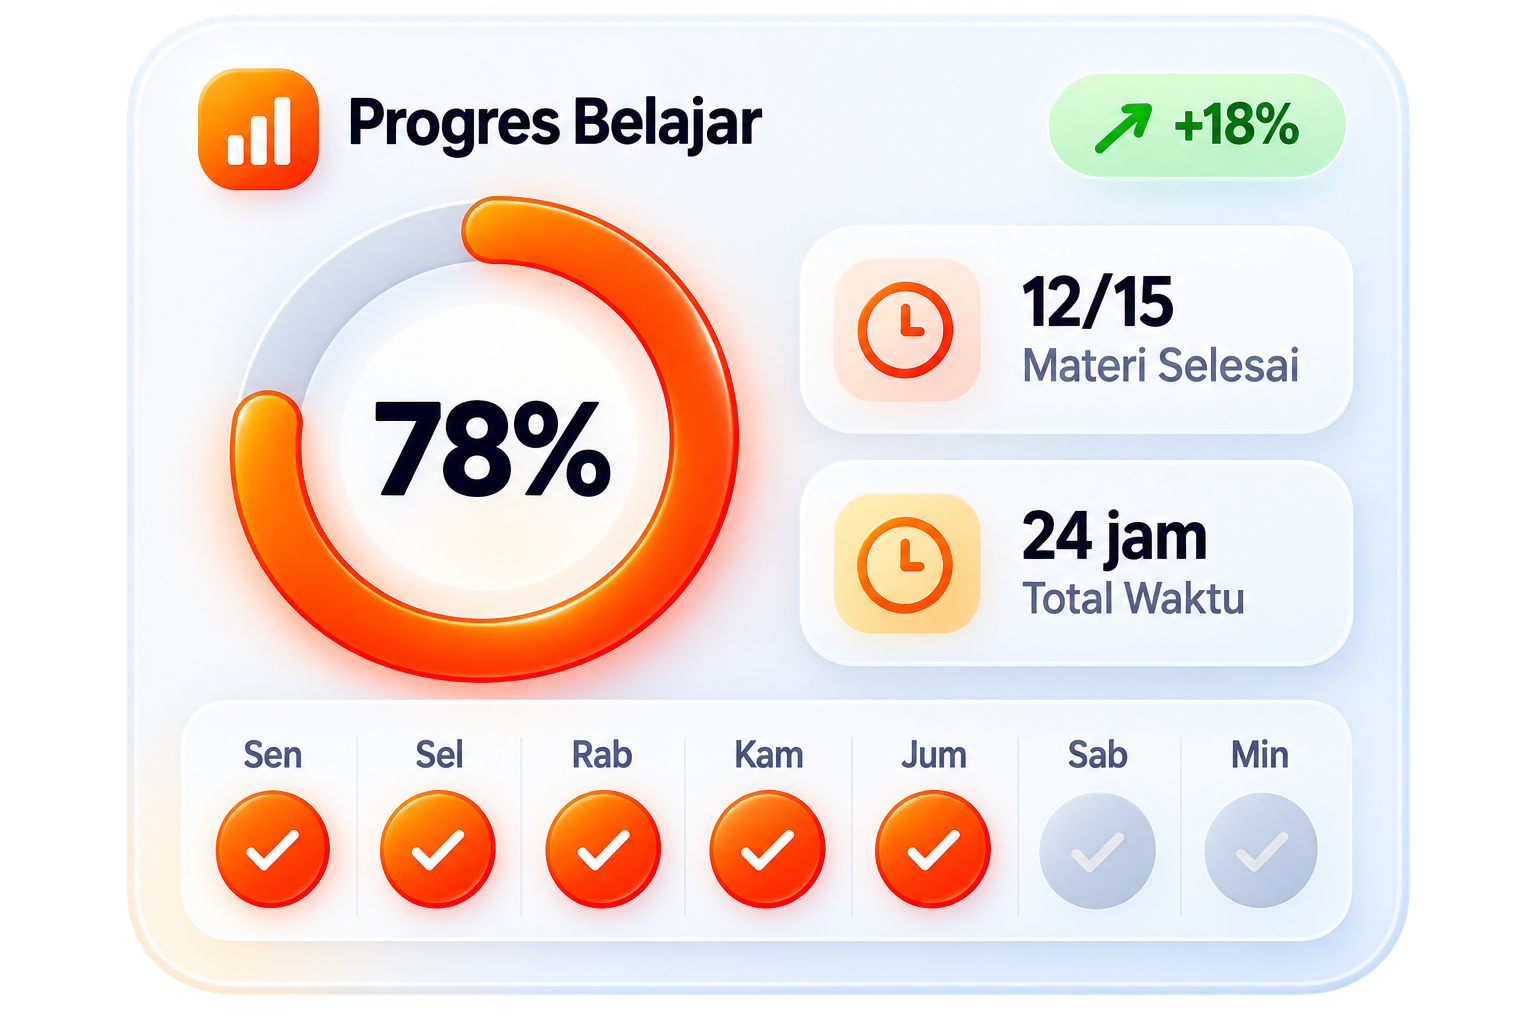 Progres Belajar
+18%
78%
12/15
Materi Selesai
24 jam
Total Waktu
Sen Sel Rab Kam Jum Sab Min